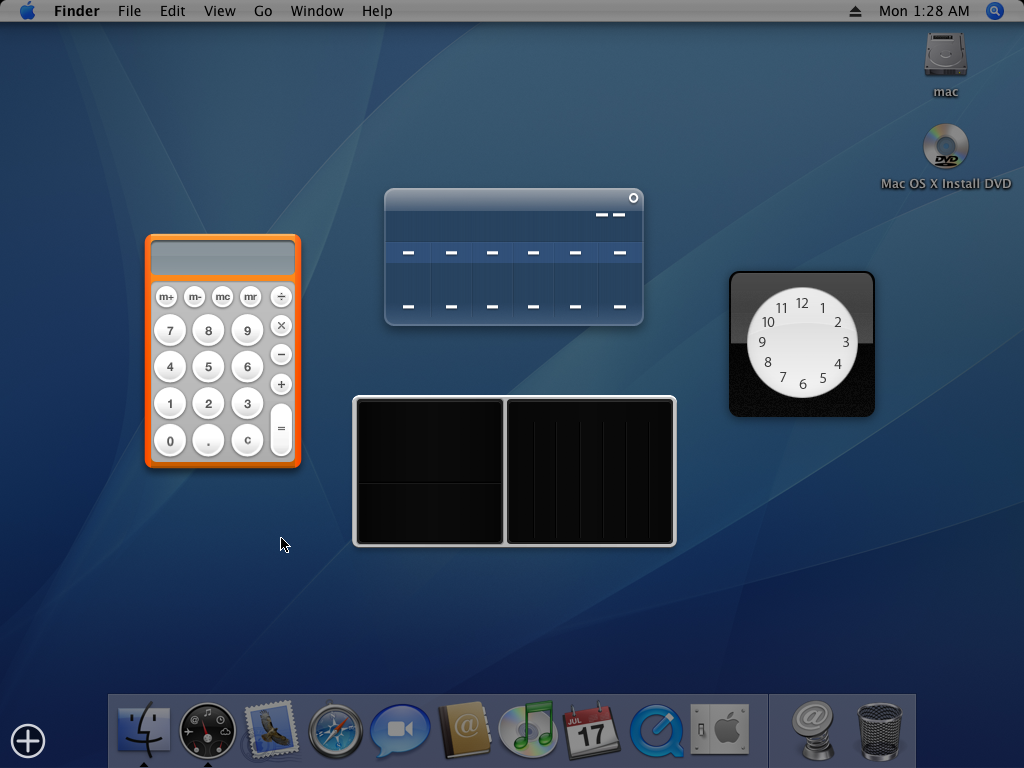 Finder File Edit View Go Window Help Mon 1:28 AM
mac
DVD
Mac OS X Install DVD
m+ m- mc mr ÷
7 8 9 ×
4 5 6 −
+
1 2 3
0 . c =
12
11 1
10 2
9 3
8 4
7 5
6
JUL
17